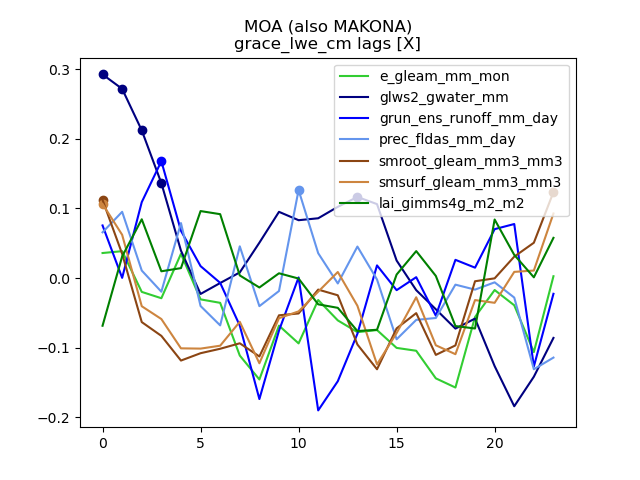 MOA (also MAKONA)
grace_lwe_cm lags [X]
0.3
0.2
0.1
0.0
−0.1
−0.2
e_gleam_mm_mon
glws2_gwater_mm
grun_ens_runoff_mm_day
prec_fldas_mm_day
smroot_gleam_mm3_mm3
smsurf_gleam_mm3_mm3
lai_gimms4g_m2_m2
0
5
10
15
20